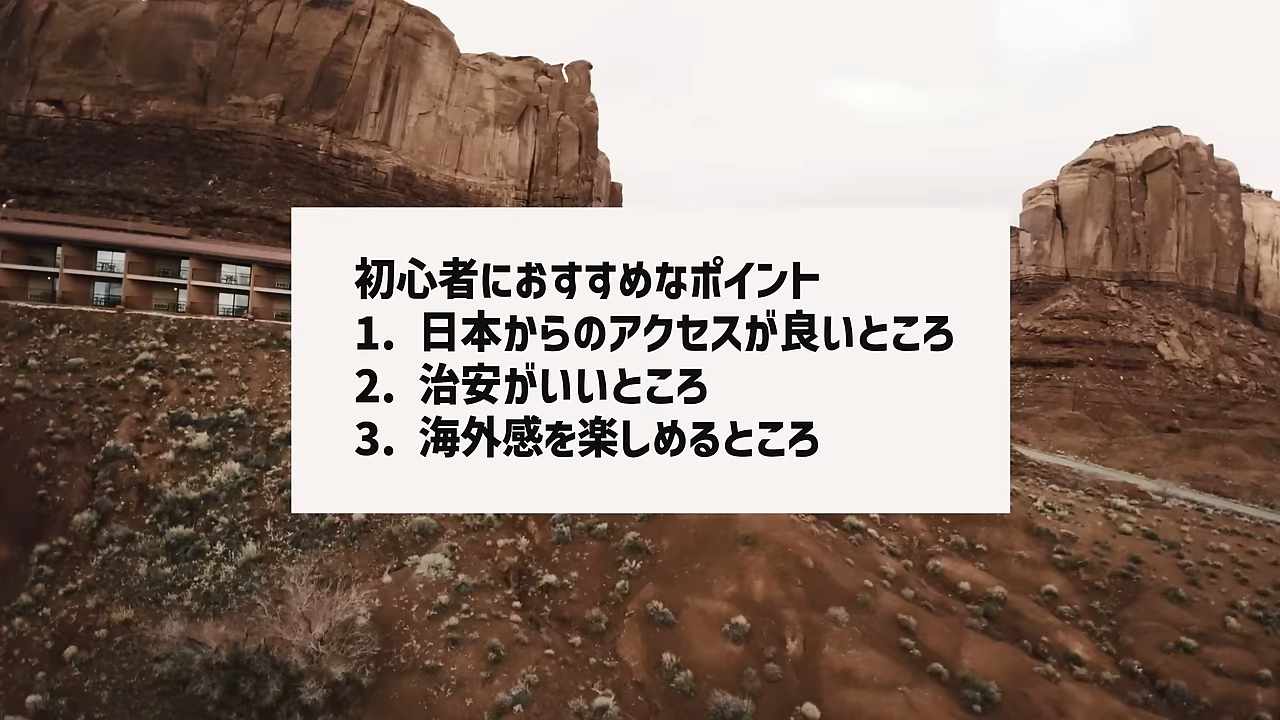 初心者におすすめなポイント
1. 日本からのアクセスが良いところ
2. 治安がいいところ
3. 海外感を楽しめるところ